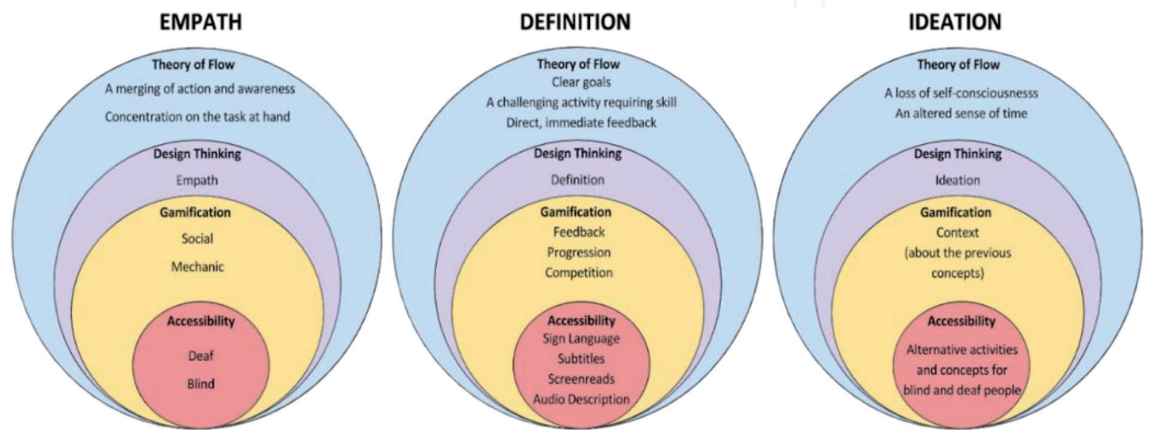 EMPATH
Theory of Flow
A merging of action and awareness
Concentration on the task at hand
Design Thinking
Empath
Gamification
Social
Mechanic
Accessibility
Deaf
Blind
DEFINITION
Theory of Flow
Clear goals
A challenging activity requiring skill
Direct, immediate feedback
Design Thinking
Definition
Gamification
Feedback
Progression
Competition
Accessibility
Sign Language
Subtitles
Screenreads
Audio Description
IDEATION
Theory of Flow
A loss of self-consciousnesss
An altered sense of time
Design Thinking
Ideation
Gamification
Context
(about the previous
concepts)
Accessibility
Alternative activities
and concepts for
blind and deaf people